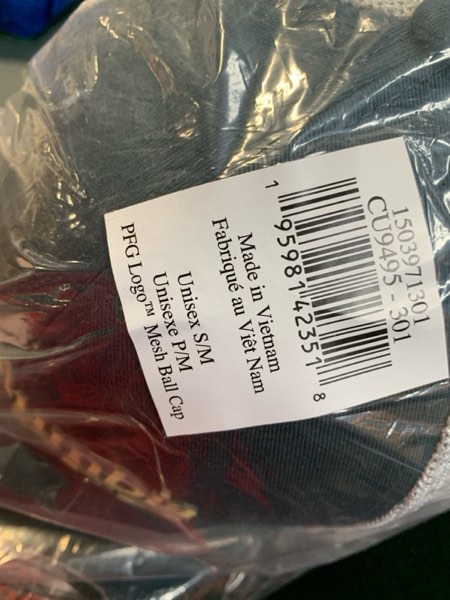 1503971301
CU9495 - 301
1 95981 42351 8
Made in Vietnam
Fabriqué au Viêt Nam
Unisex S/M
Unisexe P/M
PFG Logo™ Mesh Ball Cap